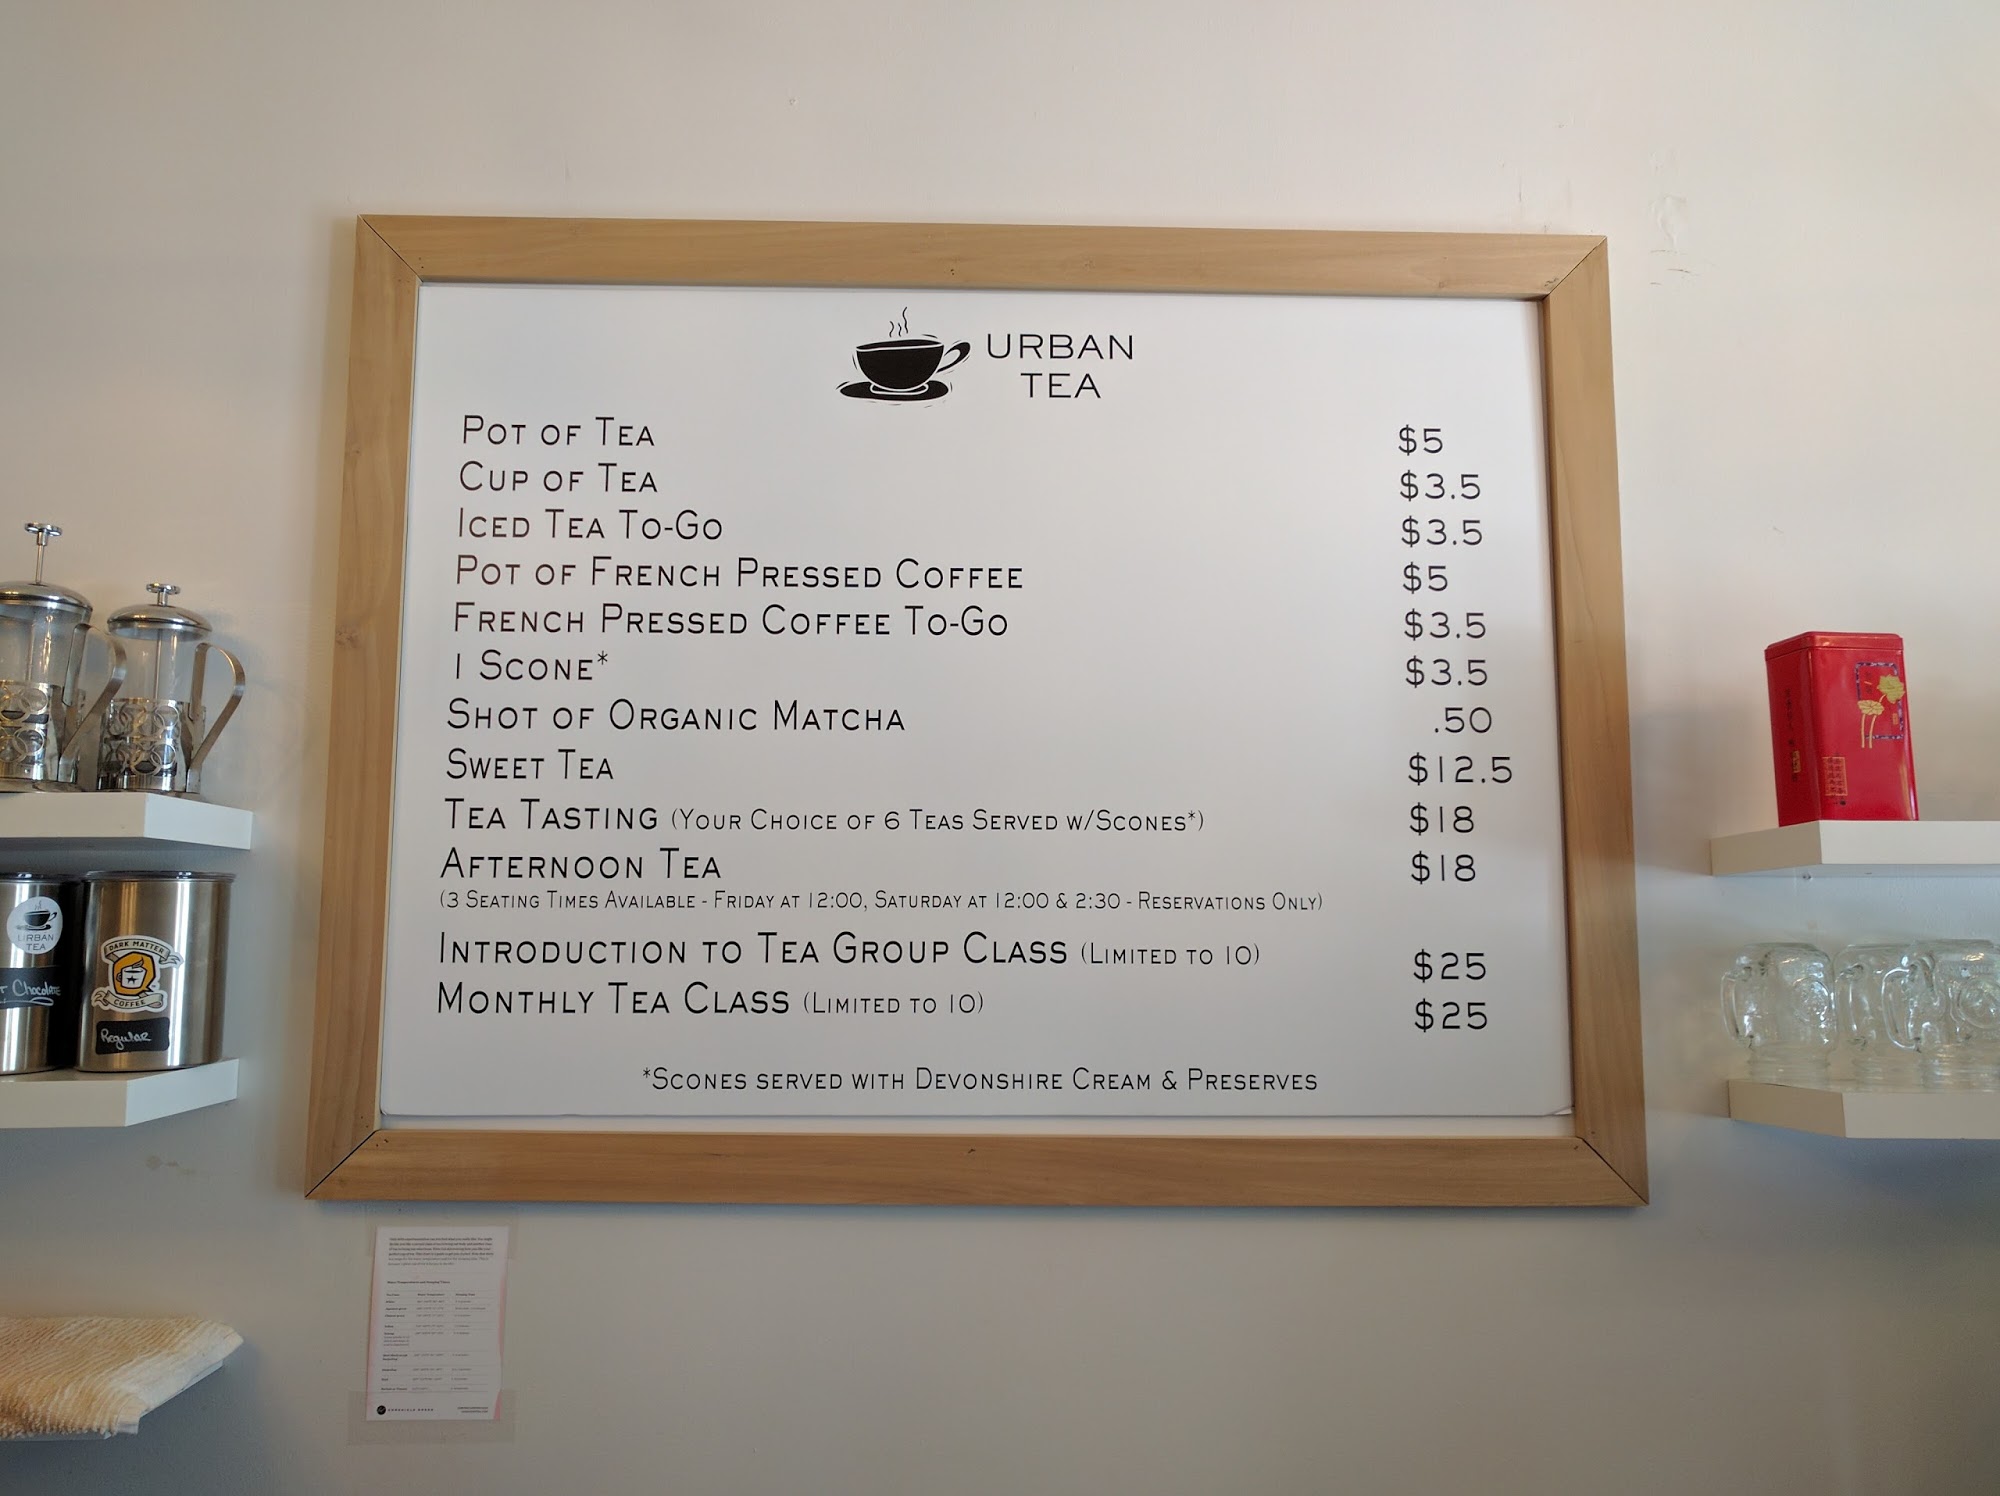 URBAN
TEA
POT OF TEA $5
CUP OF TEA $3.5
ICED TEA TO-GO $3.5
POT OF FRENCH PRESSED COFFEE $5
FRENCH PRESSED COFFEE TO-GO $3.5
1 SCONE* $3.5
SHOT OF ORGANIC MATCHA .50
SWEET TEA $12.5
TEA TASTING (YOUR CHOICE OF 6 TEAS SERVED W/SCONES*) $18
AFTERNOON TEA $18
(3 SEATING TIMES AVAILABLE - FRIDAY AT 12:00, SATURDAY AT 12:00 & 2:30 - RESERVATIONS ONLY)
INTRODUCTION TO TEA GROUP CLASS (LIMITED TO 10) $25
MONTHLY TEA CLASS (LIMITED TO 10) $25
*SCONES SERVED WITH DEVONSHIRE CREAM & PRESERVES
URBAN
TEA
Chocolate
DARK MATTER
COFFEE
Regular